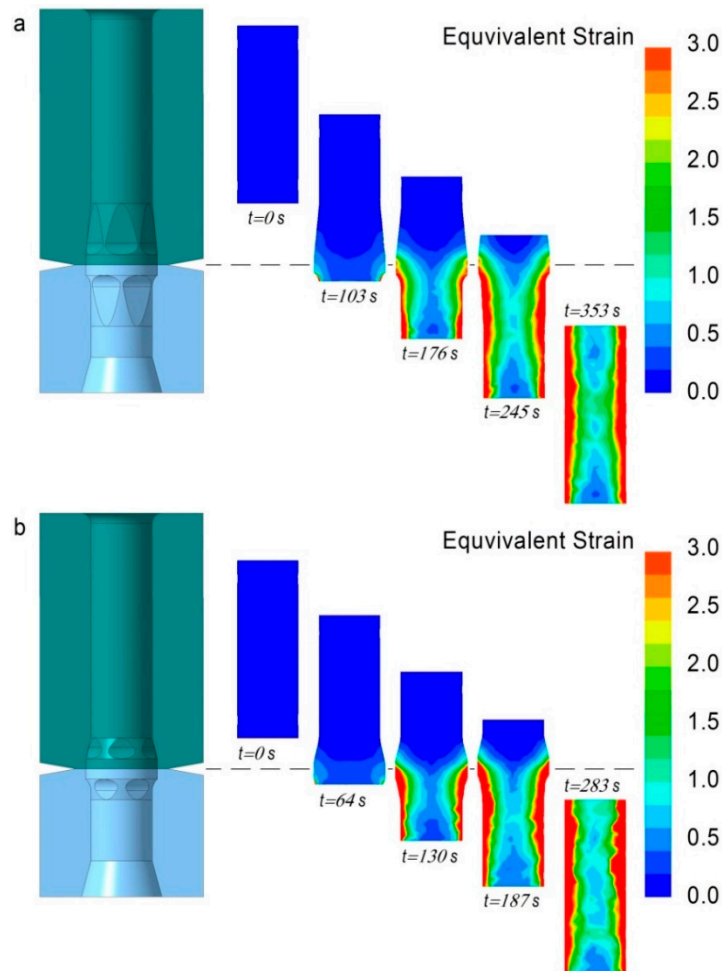 a
Equvivalent Strain
3.0
2.5
2.0
1.5
1.0
0.5
0.0
t=0 s
t=103 s
t=176 s
t=245 s
t=353 s
b
Equvivalent Strain
3.0
2.5
2.0
1.5
1.0
0.5
0.0
t=0 s
t=64 s
t=130 s
t=187 s
t=283 s